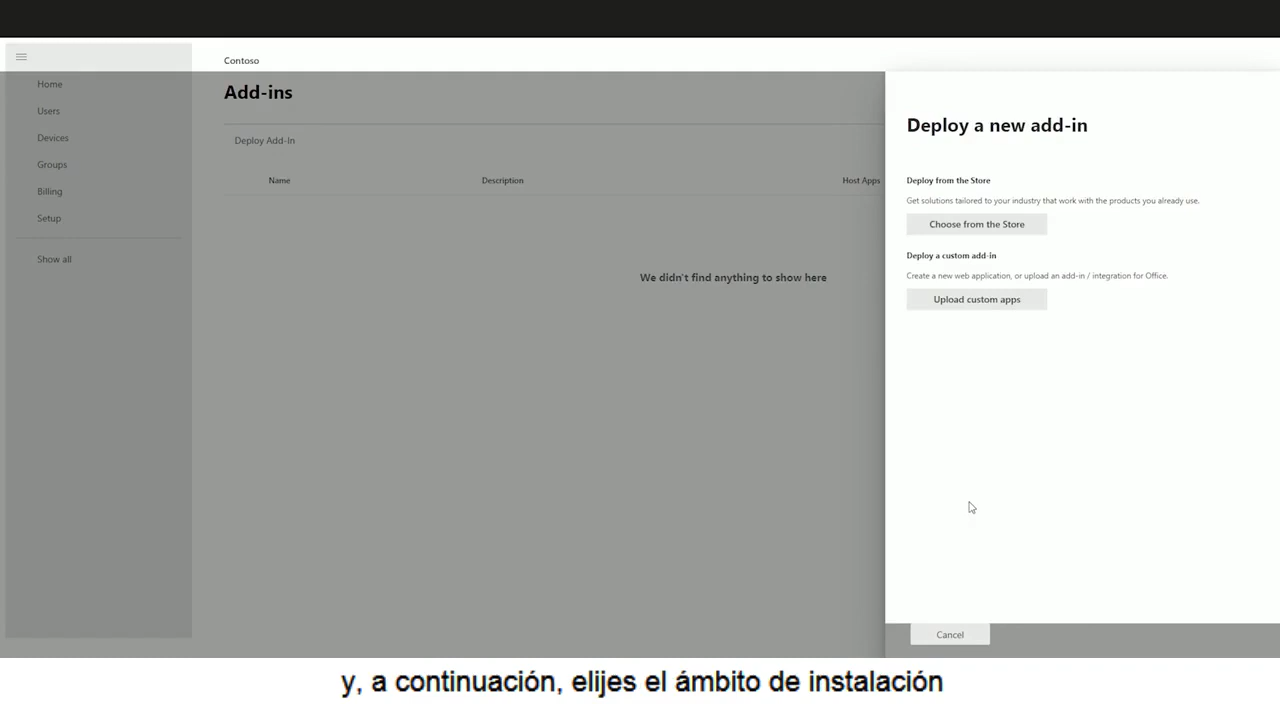 Contoso
Home
Users
Devices
Groups
Billing
Setup
Show all
Add-ins
Deploy Add-In
Name Description Host Apps
We didn't find anything to show here
Deploy a new add-in
Deploy from the Store
Get solutions tailored to your industry that work with the products you already use.
Choose from the Store
Deploy a custom add-in
Create a new web application, or upload an add-in / integration for Office.
Upload custom apps
Cancel
y, a continuación, elijes el ámbito de instalación